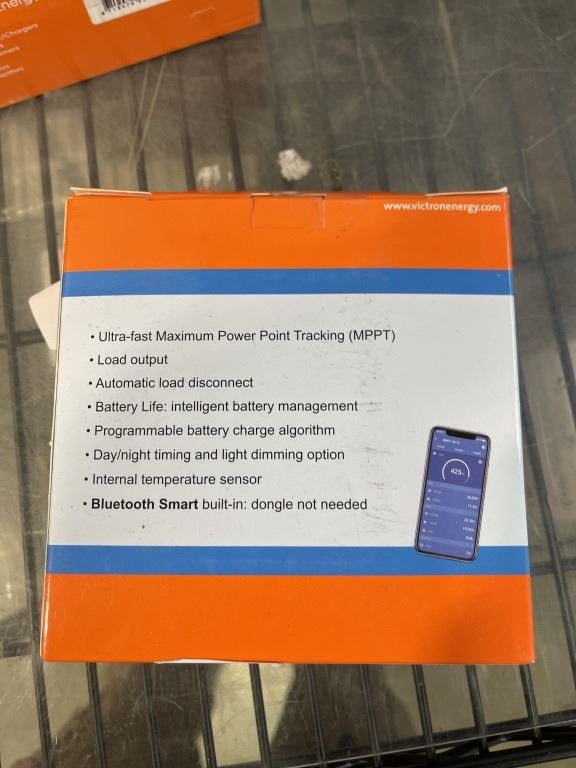 /Chargers
www.victronenergy.com
• Ultra-fast Maximum Power Point Tracking (MPPT)
• Load output
• Automatic load disconnect
• Battery Life: intelligent battery management
• Programmable battery charge algorithm
• Day/night timing and light dimming option
• Internal temperature sensor
• Bluetooth Smart built-in: dongle not needed
425